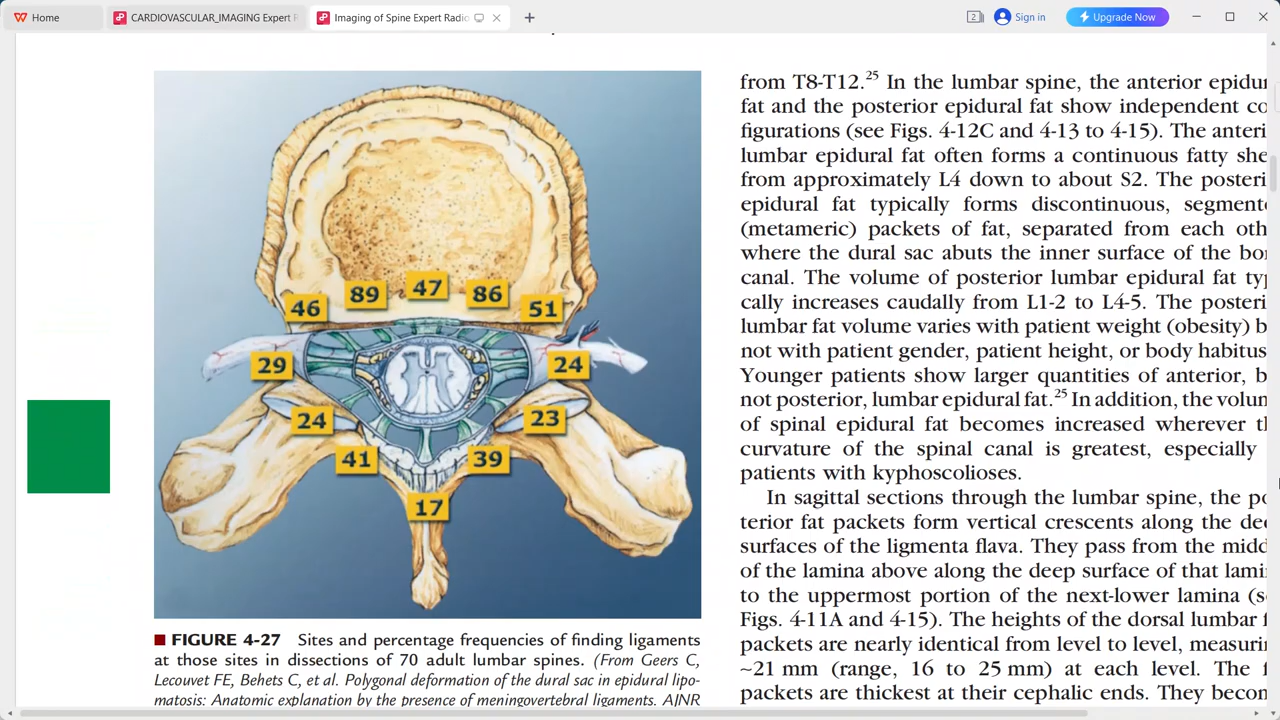 Home
CARDIOVASCULAR_IMAGING Expert
Imaging of Spine Expert Radio
2
Sign in
Upgrade Now
46
89
47
86
51
29
24
24
23
41
39
17
FIGURE 4-27 Sites and percentage frequencies of finding ligaments
at those sites in dissections of 70 adult lumbar spines. (From Geers C,
Lecouvet FE, Behets C, et al. Polygonal deformation of the dural sac in epidural lipo-
matosis: Anatomic explanation by the presence of meningovertebral ligaments. AJNR
from T8-T12.25 In the lumbar spine, the anterior epidur
fat and the posterior epidural fat show independent co
figurations (see Figs. 4-12C and 4-13 to 4-15). The anteri
lumbar epidural fat often forms a continuous fatty she
from approximately L4 down to about S2. The posteri
epidural fat typically forms discontinuous, segment
(metameric) packets of fat, separated from each oth
where the dural sac abuts the inner surface of the bo
canal. The volume of posterior lumbar epidural fat typ
cally increases caudally from L1-2 to L4-5. The posteri
lumbar fat volume varies with patient weight (obesity) b
not with patient gender, patient height, or body habitus
Younger patients show larger quantities of anterior, b
not posterior, lumbar epidural fat.25 In addition, the volum
of spinal epidural fat becomes increased wherever t
curvature of the spinal canal is greatest, especially
patients with kyphoscolioses.
In sagittal sections through the lumbar spine, the po
terior fat packets form vertical crescents along the dee
surfaces of the ligmenta flava. They pass from the midd
of the lamina above along the deep surface of that lami
to the uppermost portion of the next-lower lamina (s
Figs. 4-11A and 4-15). The heights of the dorsal lumbar f
packets are nearly identical from level to level, measuri
~21 mm (range, 16 to 25 mm) at each level. The f
packets are thickest at their cephalic ends. They becom